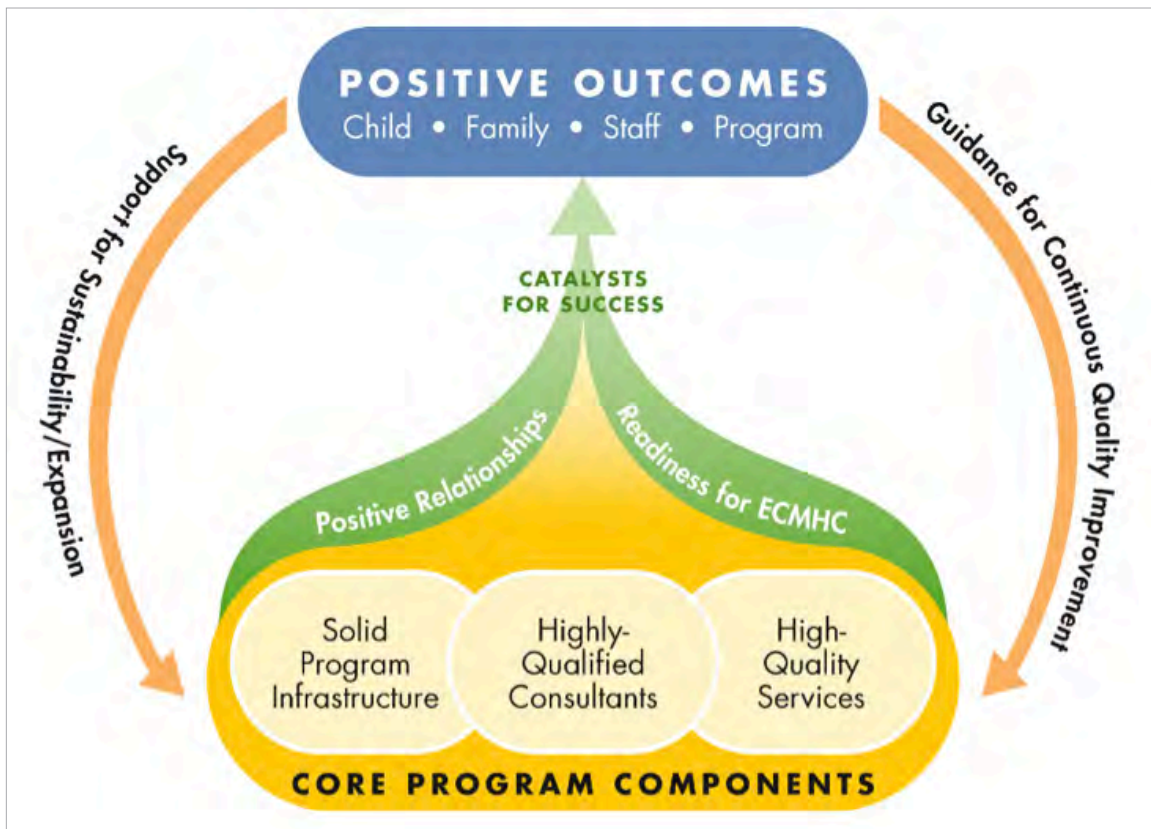 POSITIVE OUTCOMES
Child • Family • Staff • Program
Support for Sustainability/Expansion
Guidance for Continuous Quality Improvement
CATALYSTS
FOR SUCCESS
Positive Relationships
Readiness for ECMHC
Solid
Program
Infrastructure
Highly-
Qualified
Consultants
High-
Quality
Services
CORE PROGRAM COMPONENTS